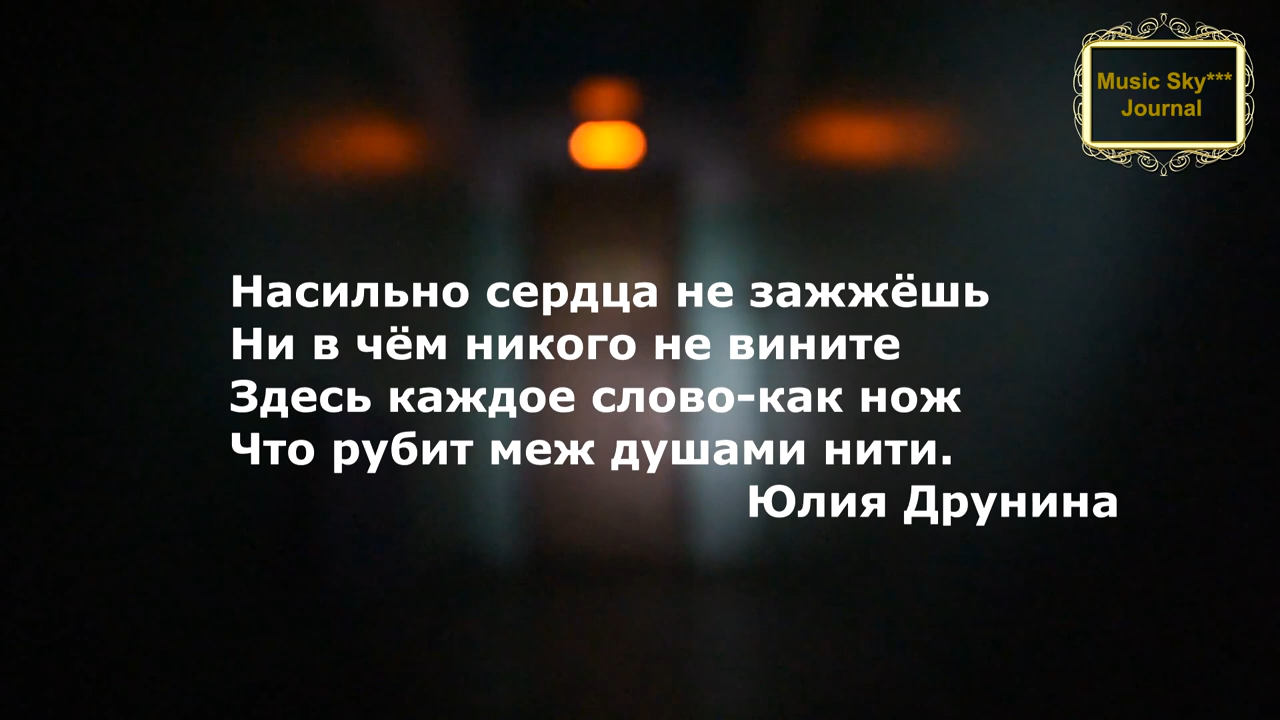 Music Sky***
Journal
Насильно сердца не зажжёшь
Ни в чём никого не вините
Здесь каждое слово-как нож
Что рубит меж душами нити.
Юлия Друнина